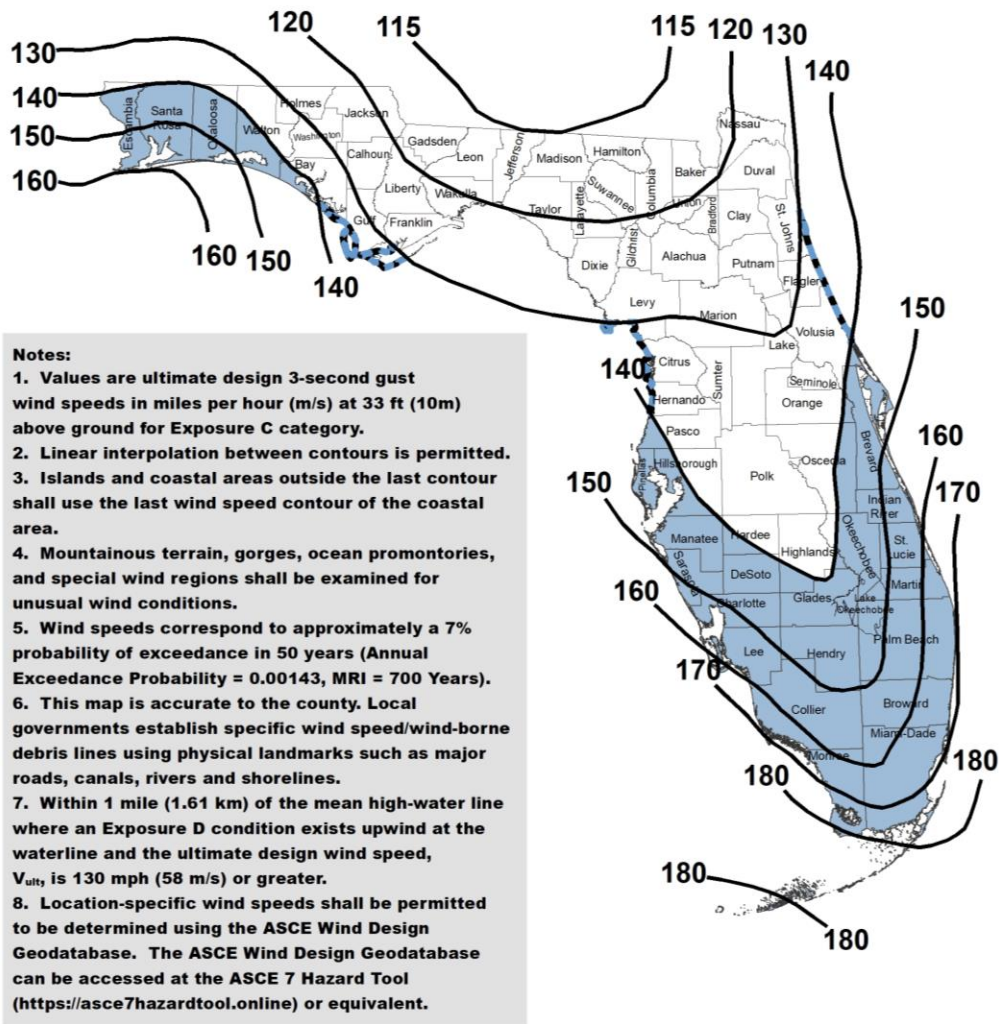 120
115
115
120
130
130
140
140
150
160
160
150
140
Escambia
Santa
Rosa
Okaloosa
Walton
Holmes
Washington
Jackson
Bay
Calhoun
Gulf
Liberty
Gadsden
Leon
Wakulla
Franklin
Jefferson
Madison
Taylor
Hamilton
Suwannee
Lafayette
Dixie
Columbia
Gilchrist
Baker
Union
Bradford
Nassau
Duval
Clay
St. Johns
Alachua
Putnam
Flagler
Levy
Marion
Volusia
Lake
Citrus
Sumter
Hernando
Seminole
Orange
Pasco
Pinellas
Hillsborough
Polk
Osceola
Brevard
Indian
River
Manatee
Hardee
Highlands
Okeechobee
St.
Lucie
Sarasota
DeSoto
Martin
Charlotte
Glades
Lake
Okeechobee
Lee
Hendry
Palm Beach
Collier
Broward
Monroe
Miami-Dade
140
150
160
170
180
150
160
170
180
180
180
Notes:
1. Values are ultimate design 3-second gust
wind speeds in miles per hour (m/s) at 33 ft (10m)
above ground for Exposure C category.
2. Linear interpolation between contours is permitted.
3. Islands and coastal areas outside the last contour
shall use the last wind speed contour of the coastal
area.
4. Mountainous terrain, gorges, ocean promontories,
and special wind regions shall be examined for
unusual wind conditions.
5. Wind speeds correspond to approximately a 7%
probability of exceedance in 50 years (Annual
Exceedance Probability = 0.00143, MRI = 700 Years).
6. This map is accurate to the county. Local
governments establish specific wind speed/wind-borne
debris lines using physical landmarks such as major
roads, canals, rivers and shorelines.
7. Within 1 mile (1.61 km) of the mean high-water line
where an Exposure D condition exists upwind at the
waterline and the ultimate design wind speed,
Vult, is 130 mph (58 m/s) or greater.
8. Location-specific wind speeds shall be permitted
to be determined using the ASCE Wind Design
Geodatabase. The ASCE Wind Design Geodatabase
can be accessed at the ASCE 7 Hazard Tool
(https://asce7hazardtool.online) or equivalent.